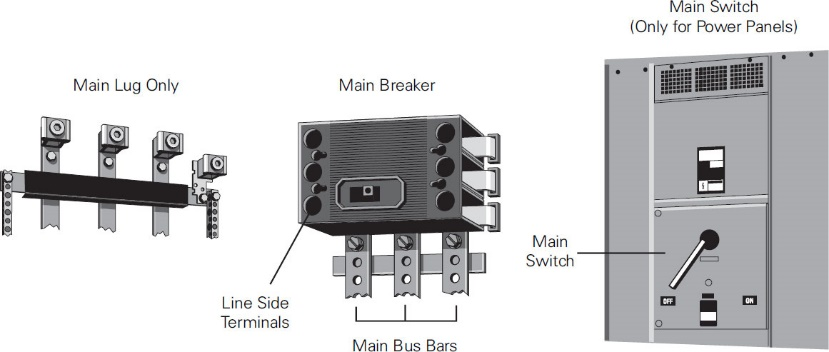 Main Switch
(Only for Power Panels)
Main Lug Only
Main Breaker
Main
Switch
OFF
ON
Line Side
Terminals
Main Bus Bars